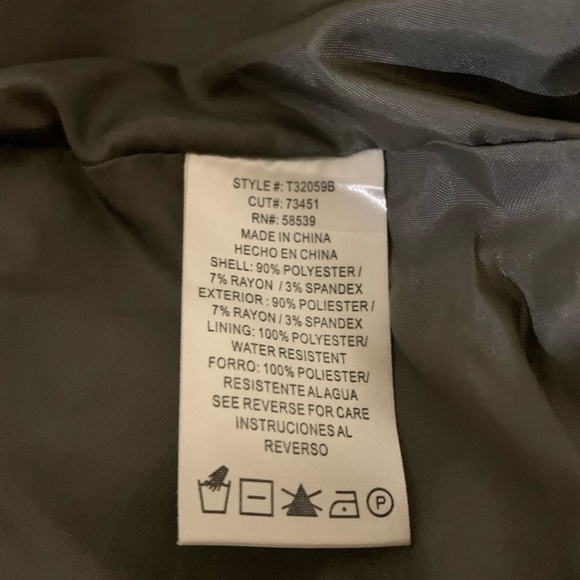 STYLE #: T32059B
CUT#: 73451
RN#: 58539
MADE IN CHINA
HECHO EN CHINA
SHELL: 90% POLYESTER /
7% RAYON / 3% SPANDEX
EXTERIOR : 90% POLIESTER /
7% RAYON / 3% SPANDEX
LINING: 100% POLYESTER/
WATER RESISTENT
FORRO: 100% POLIESTER/
RESISTENTE ALAGUA
SEE REVERSE FOR CARE
INSTRUCIONES AL
REVERSO
P